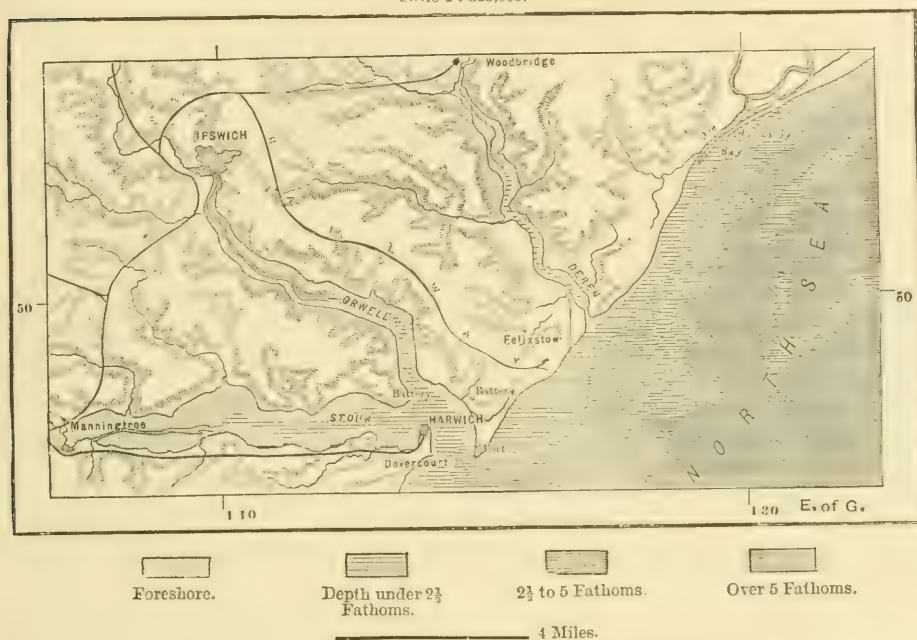 Woodbridge
IPSWICH
Bay
RAILWAY
DEBEN
50
50
ORWELL
NORTH SEA
Felixstow
Battery
Battery
STOUR
HARWICH
Manningtree
Fort
Dovercourt
1 10
1 20
E. of G.
Foreshore.
Depth under 2½
Fathoms.
2½ to 5 Fathoms.
Over 5 Fathoms.
4 Miles.